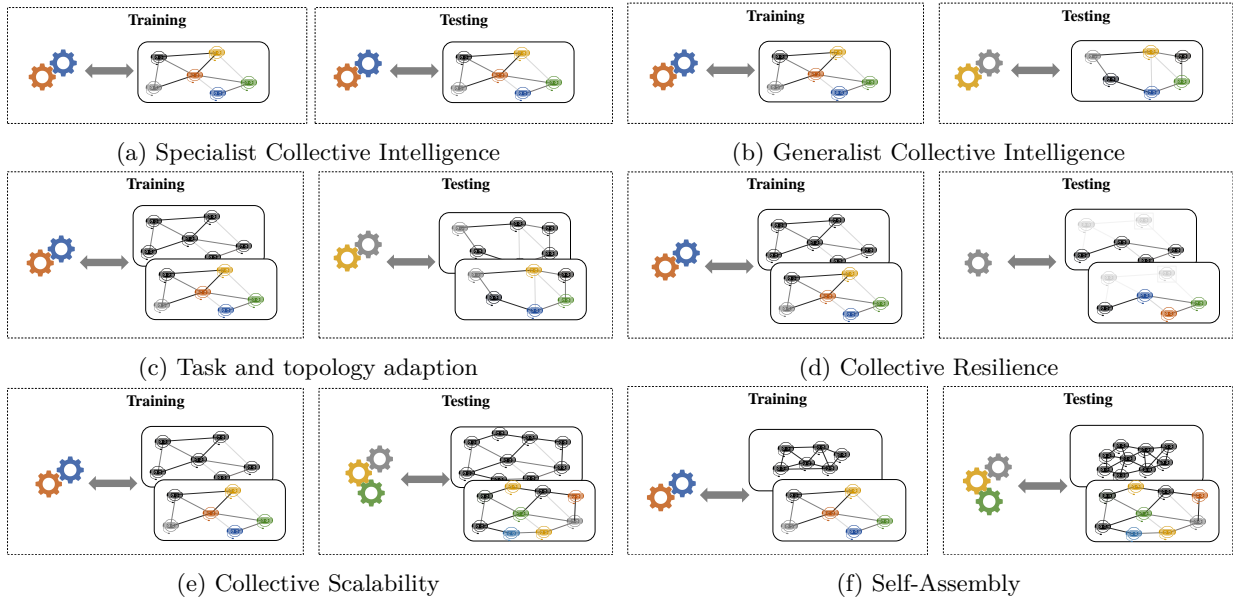 Training
Testing
Training
Testing
(a) Specialist Collective Intelligence
(b) Generalist Collective Intelligence
Training
Testing
Training
Testing
(c) Task and topology adaption
(d) Collective Resilience
Training
Testing
Training
Testing
(e) Collective Scalability
(f) Self-Assembly